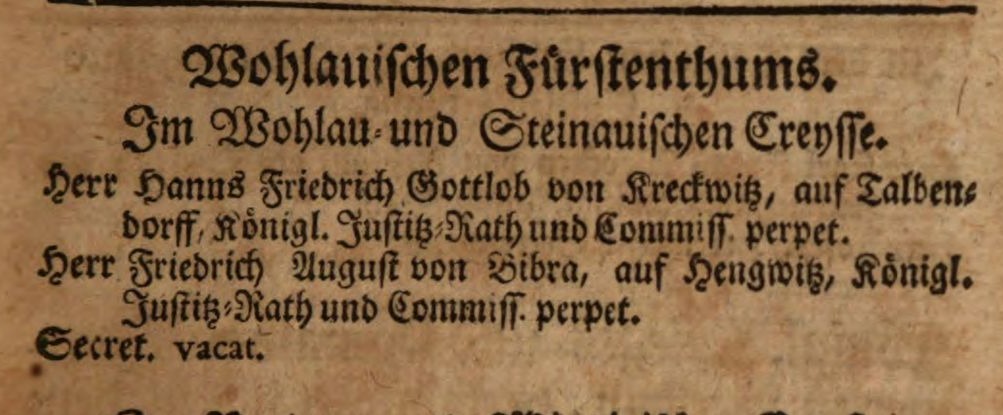 Wohlauischen Fürstenthums.
Im Wohlau- und Steinauischen Creysse.
Herr Hanns Friedrich Gottlob von Kreckwitz, auf Talben-
dorff, Königl. Justitz-Rath und Commiss. perpet.
Herr Friedrich August von Bibra, auf Hengwitz, Königl.
Justitz-Rath und Commiss. perpet.
Secret. vacat.